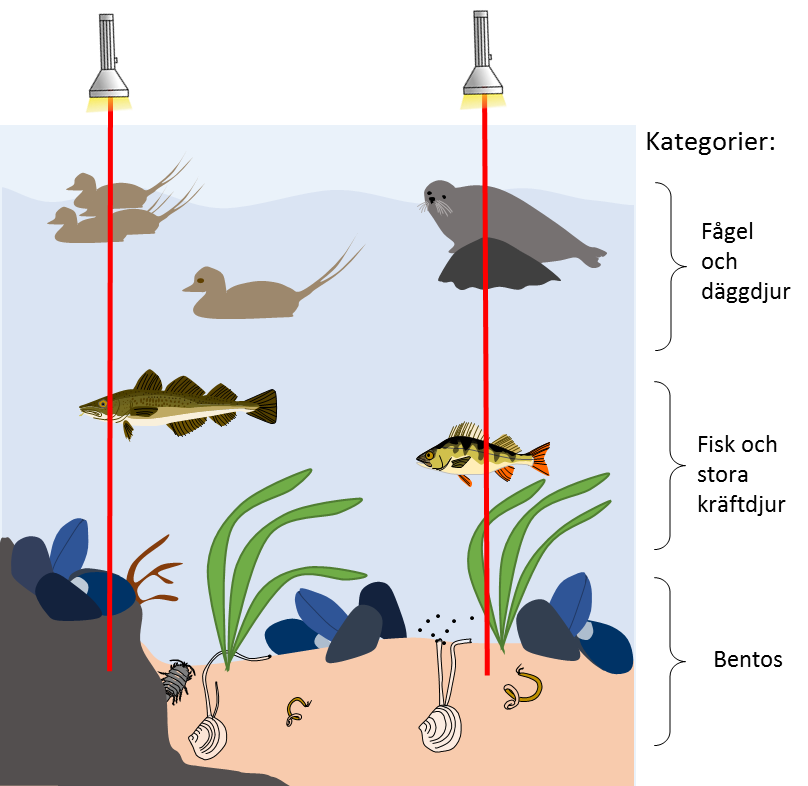 Kategorier:
Fågel
och
däggdjur
Fisk och
stora
kräftdjur
Bentos